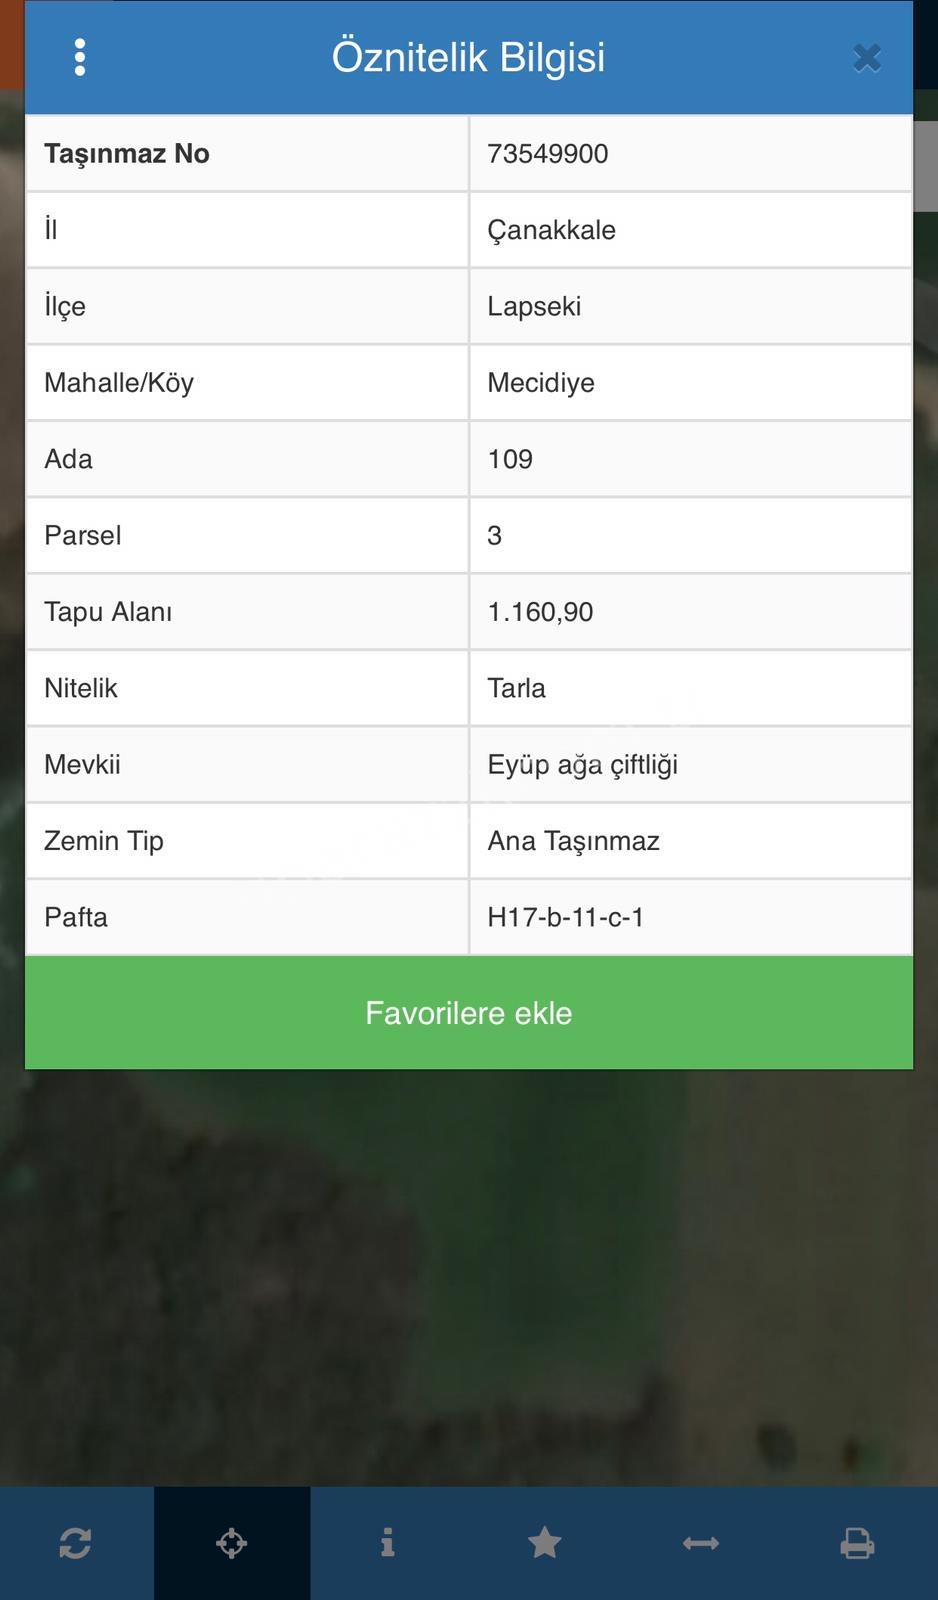 Öznitelik Bilgisi
Taşınmaz No 73549900
İl Çanakkale
İlçe Lapseki
Mahalle/Köy Mecidiye
Ada 109
Parsel 3
Tapu Alanı 1.160,90
Nitelik Tarla
Mevkii Eyüp ağa çiftliği
Zemin Tip Ana Taşınmaz
Pafta H17-b-11-c-1
Favorilere ekle